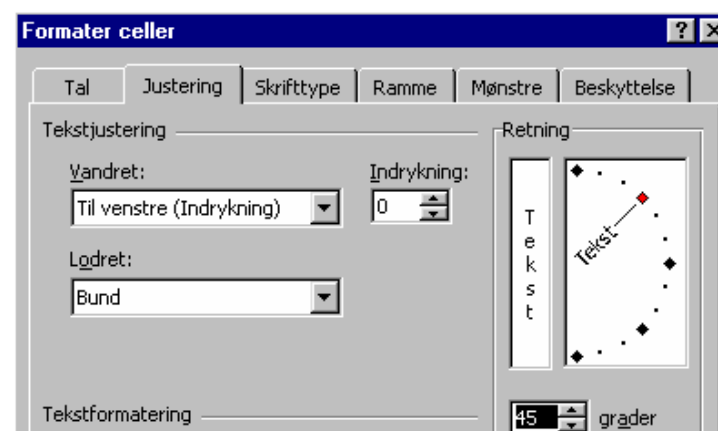 Formater celler
Tal Justering Skrifttype Ramme Mønstre Beskyttelse
Tekstjustering
Vandret:
Til venstre (Indrykning)
Indrykning:
0
Lodret:
Bund
Tekstformatering
Retning
Tekst
Tekst
45 grader